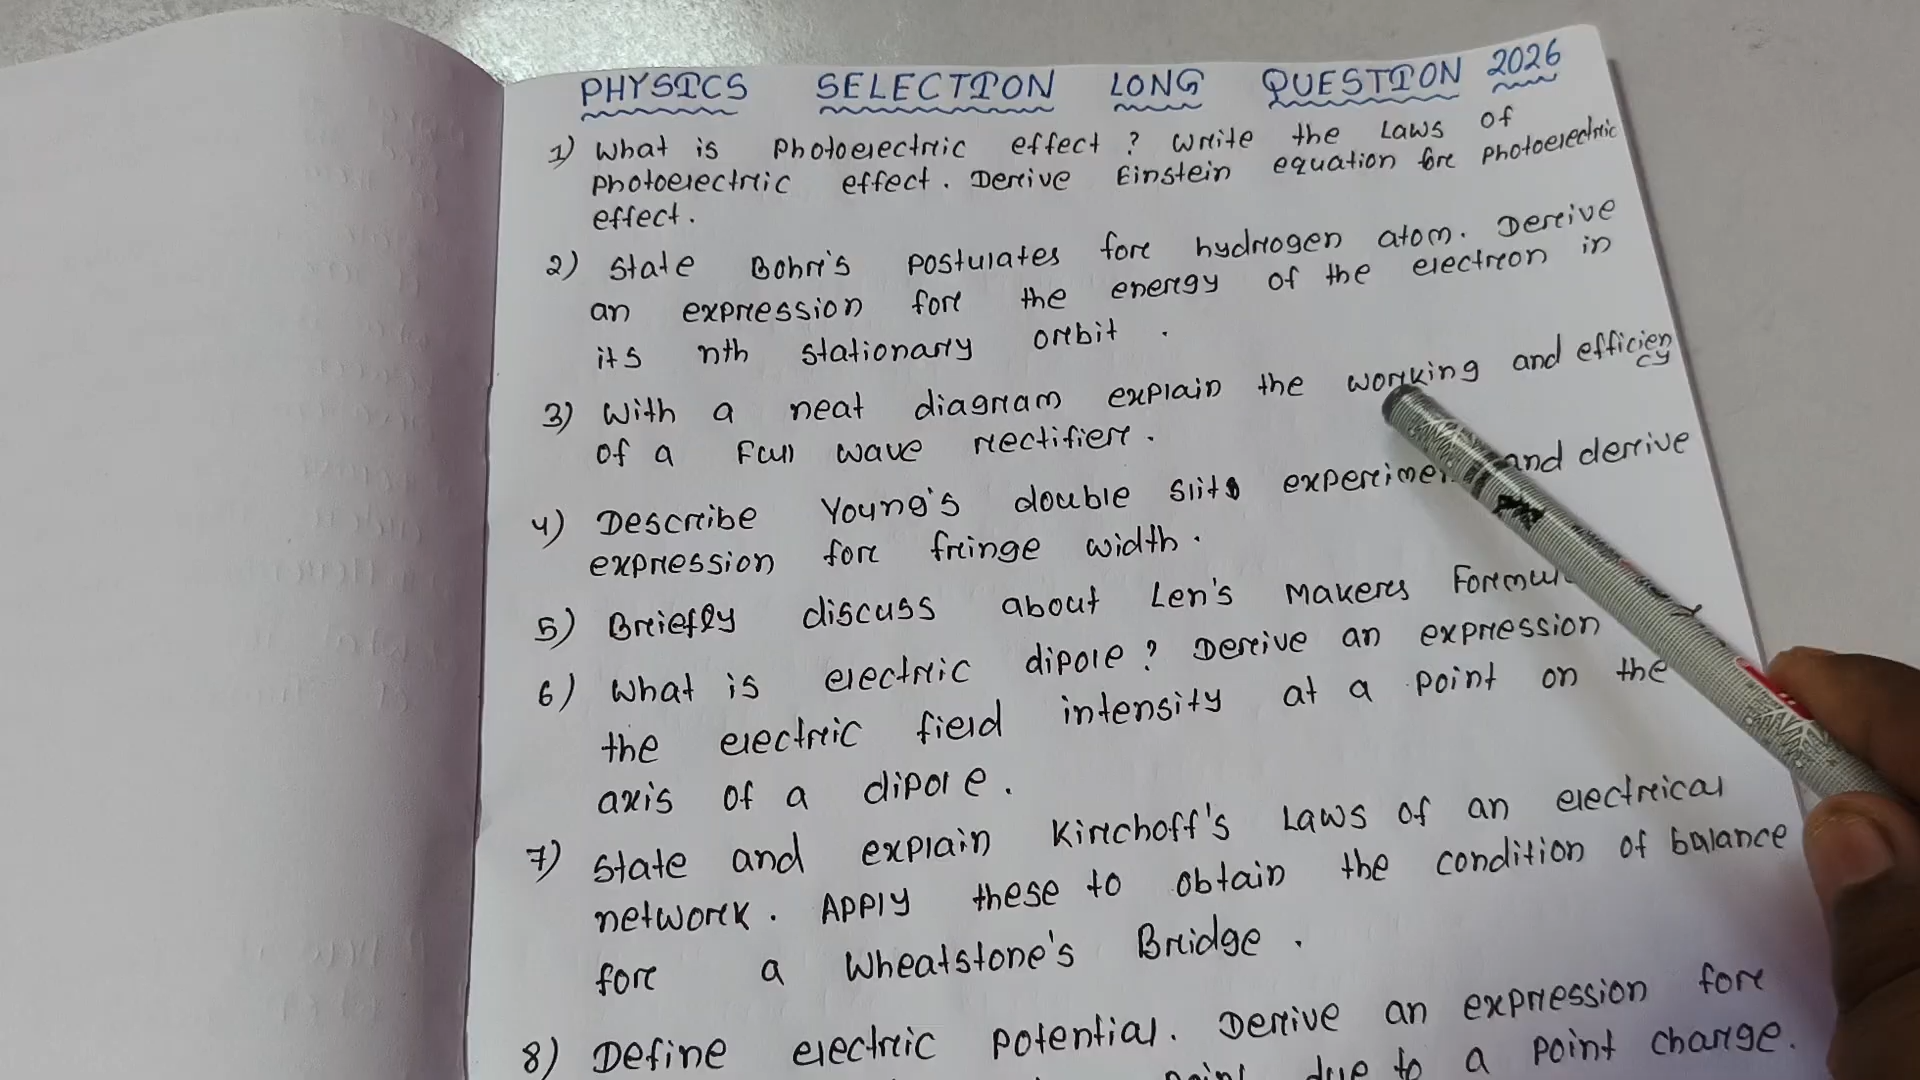 PHYSICS SELECTION LONG QUESTION 2026
1) What is Photoelectric effect? Write the Laws of
photoelectric effect. Derive Einstein equation for Photoelectric
effect.
2) State Bohr's Postulates for hydrogen atom. Derive
an expression for the energy of the electron in
its nth stationary orbit.
3) With a neat diagram explain the working and efficien
cy
of a Full wave rectifier.
4) Describe Young's double slits and derive
expression for fringe width.
5) Briefly discuss about Len's Makers
6) What is electric dipole? Derive an expression
the electric field intensity at a point on the
axis of a dipole.
7) State and explain Kirchoff's Laws of an electrical
network. Apply these to obtain the condition of balance
for a Wheatstone's Bridge.
8) Define electric potential. Derive an expression for
due to a point charge.